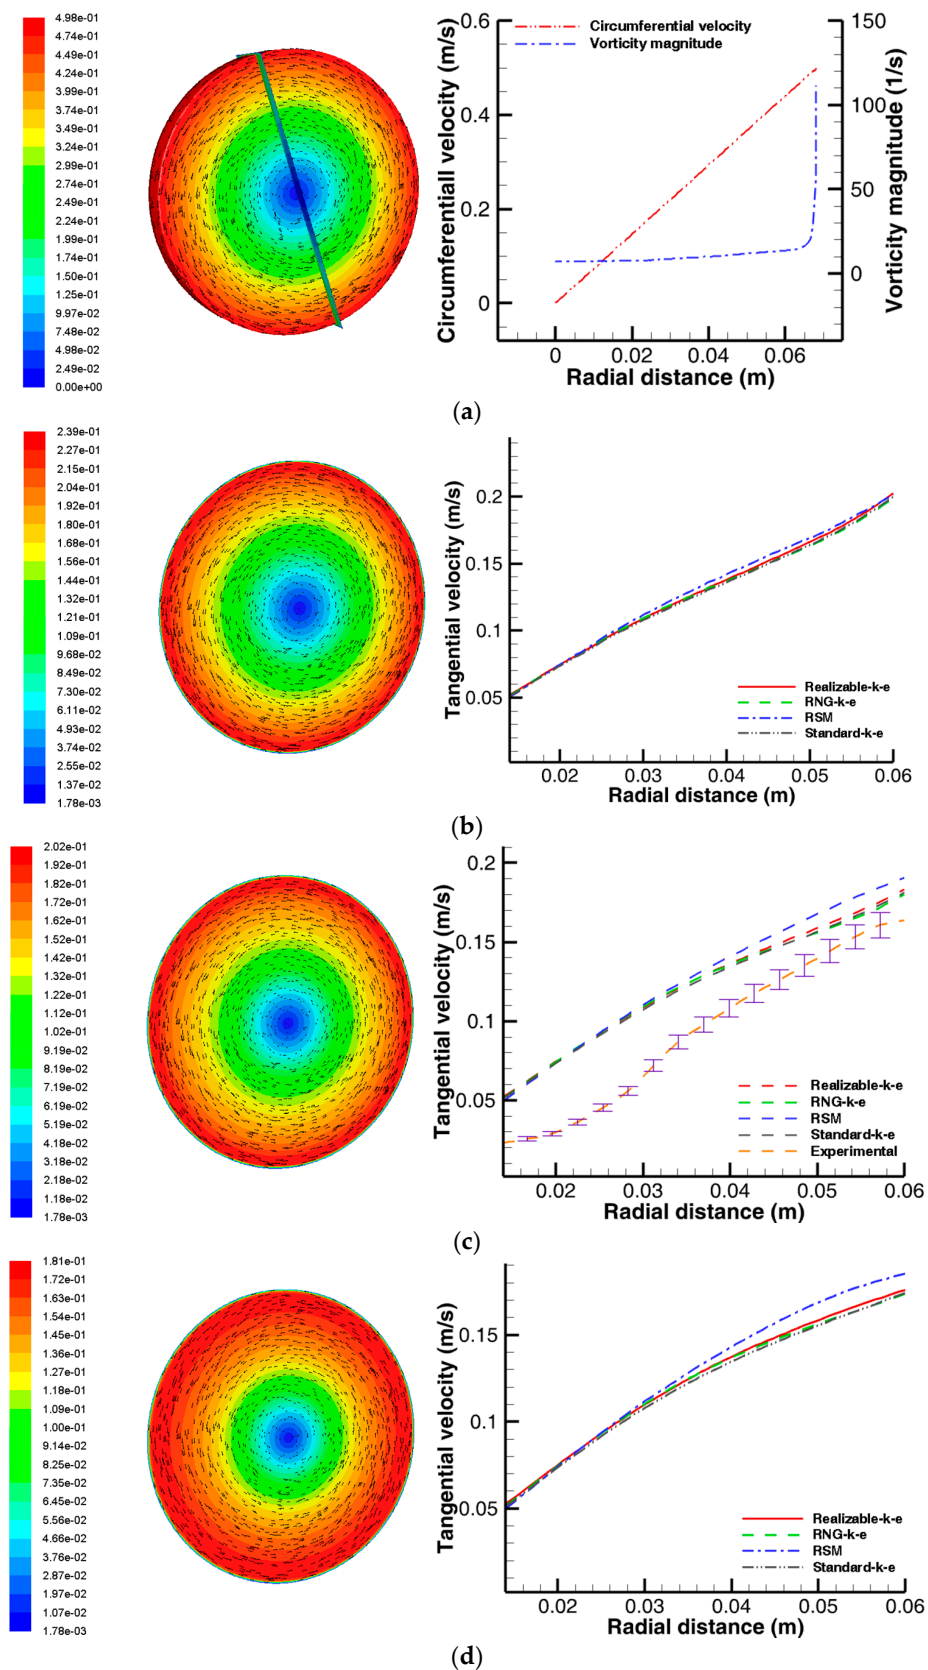 4.98e-01
4.74e-01
4.49e-01
4.24e-01
3.99e-01
3.74e-01
3.49e-01
3.24e-01
2.99e-01
2.74e-01
2.49e-01
2.24e-01
1.99e-01
1.74e-01
1.50e-01
1.25e-01
9.97e-02
7.48e-02
4.98e-02
2.49e-02
0.00e+00
Circumferentiall velocity (m/s)
0.6
0.4
0.2
0
Circumferential velocity
Vorticity magnitude
150
100
50
0
Vorticity magnitude (1/s)
0 0.02 0.04 0.06
Radial distance (m)
(a)
2.39e-01
2.27e-01
2.15e-01
2.04e-01
1.92e-01
1.80e-01
1.68e-01
1.56e-01
1.44e-01
1.32e-01
1.21e-01
1.09e-01
9.68e-02
8.49e-02
7.30e-02
6.11e-02
4.93e-02
3.74e-02
2.55e-02
1.37e-02
1.78e-03
Tangential velocity (m/s)
0.2
0.15
0.1
0.05
Realizable-k-e
RNG-k-e
RSM
Standard-k-e
0.02 0.03 0.04 0.05 0.06
Radial distance (m)
(b)
2.02e-01
1.92e-01
1.82e-01
1.72e-01
1.62e-01
1.52e-01
1.42e-01
1.32e-01
1.22e-01
1.12e-01
1.02e-01
9.19e-02
8.19e-02
7.19e-02
6.19e-02
5.19e-02
4.18e-02
3.18e-02
2.18e-02
1.18e-02
1.78e-03
Tangential velocity (m/s)
0.2
0.15
0.1
0.05
Realizable-k-e
RNG-k-e
RSM
Standard-k-e
Experimental
0.02 0.03 0.04 0.05 0.06
Radial distance (m)
(c)
1.81e-01
1.72e-01
1.63e-01
1.54e-01
1.45e-01
1.36e-01
1.27e-01
1.18e-01
1.09e-01
1.00e-01
9.14e-02
8.25e-02
7.35e-02
6.45e-02
5.56e-02
4.66e-02
3.76e-02
2.87e-02
1.97e-02
1.07e-02
1.78e-03
Tangential velocity (m/s)
0.15
0.1
0.05
Realizable-k-e
RNG-k-e
RSM
Standard-k-e
0.02 0.03 0.04 0.05 0.06
Radial distance (m)
(d)